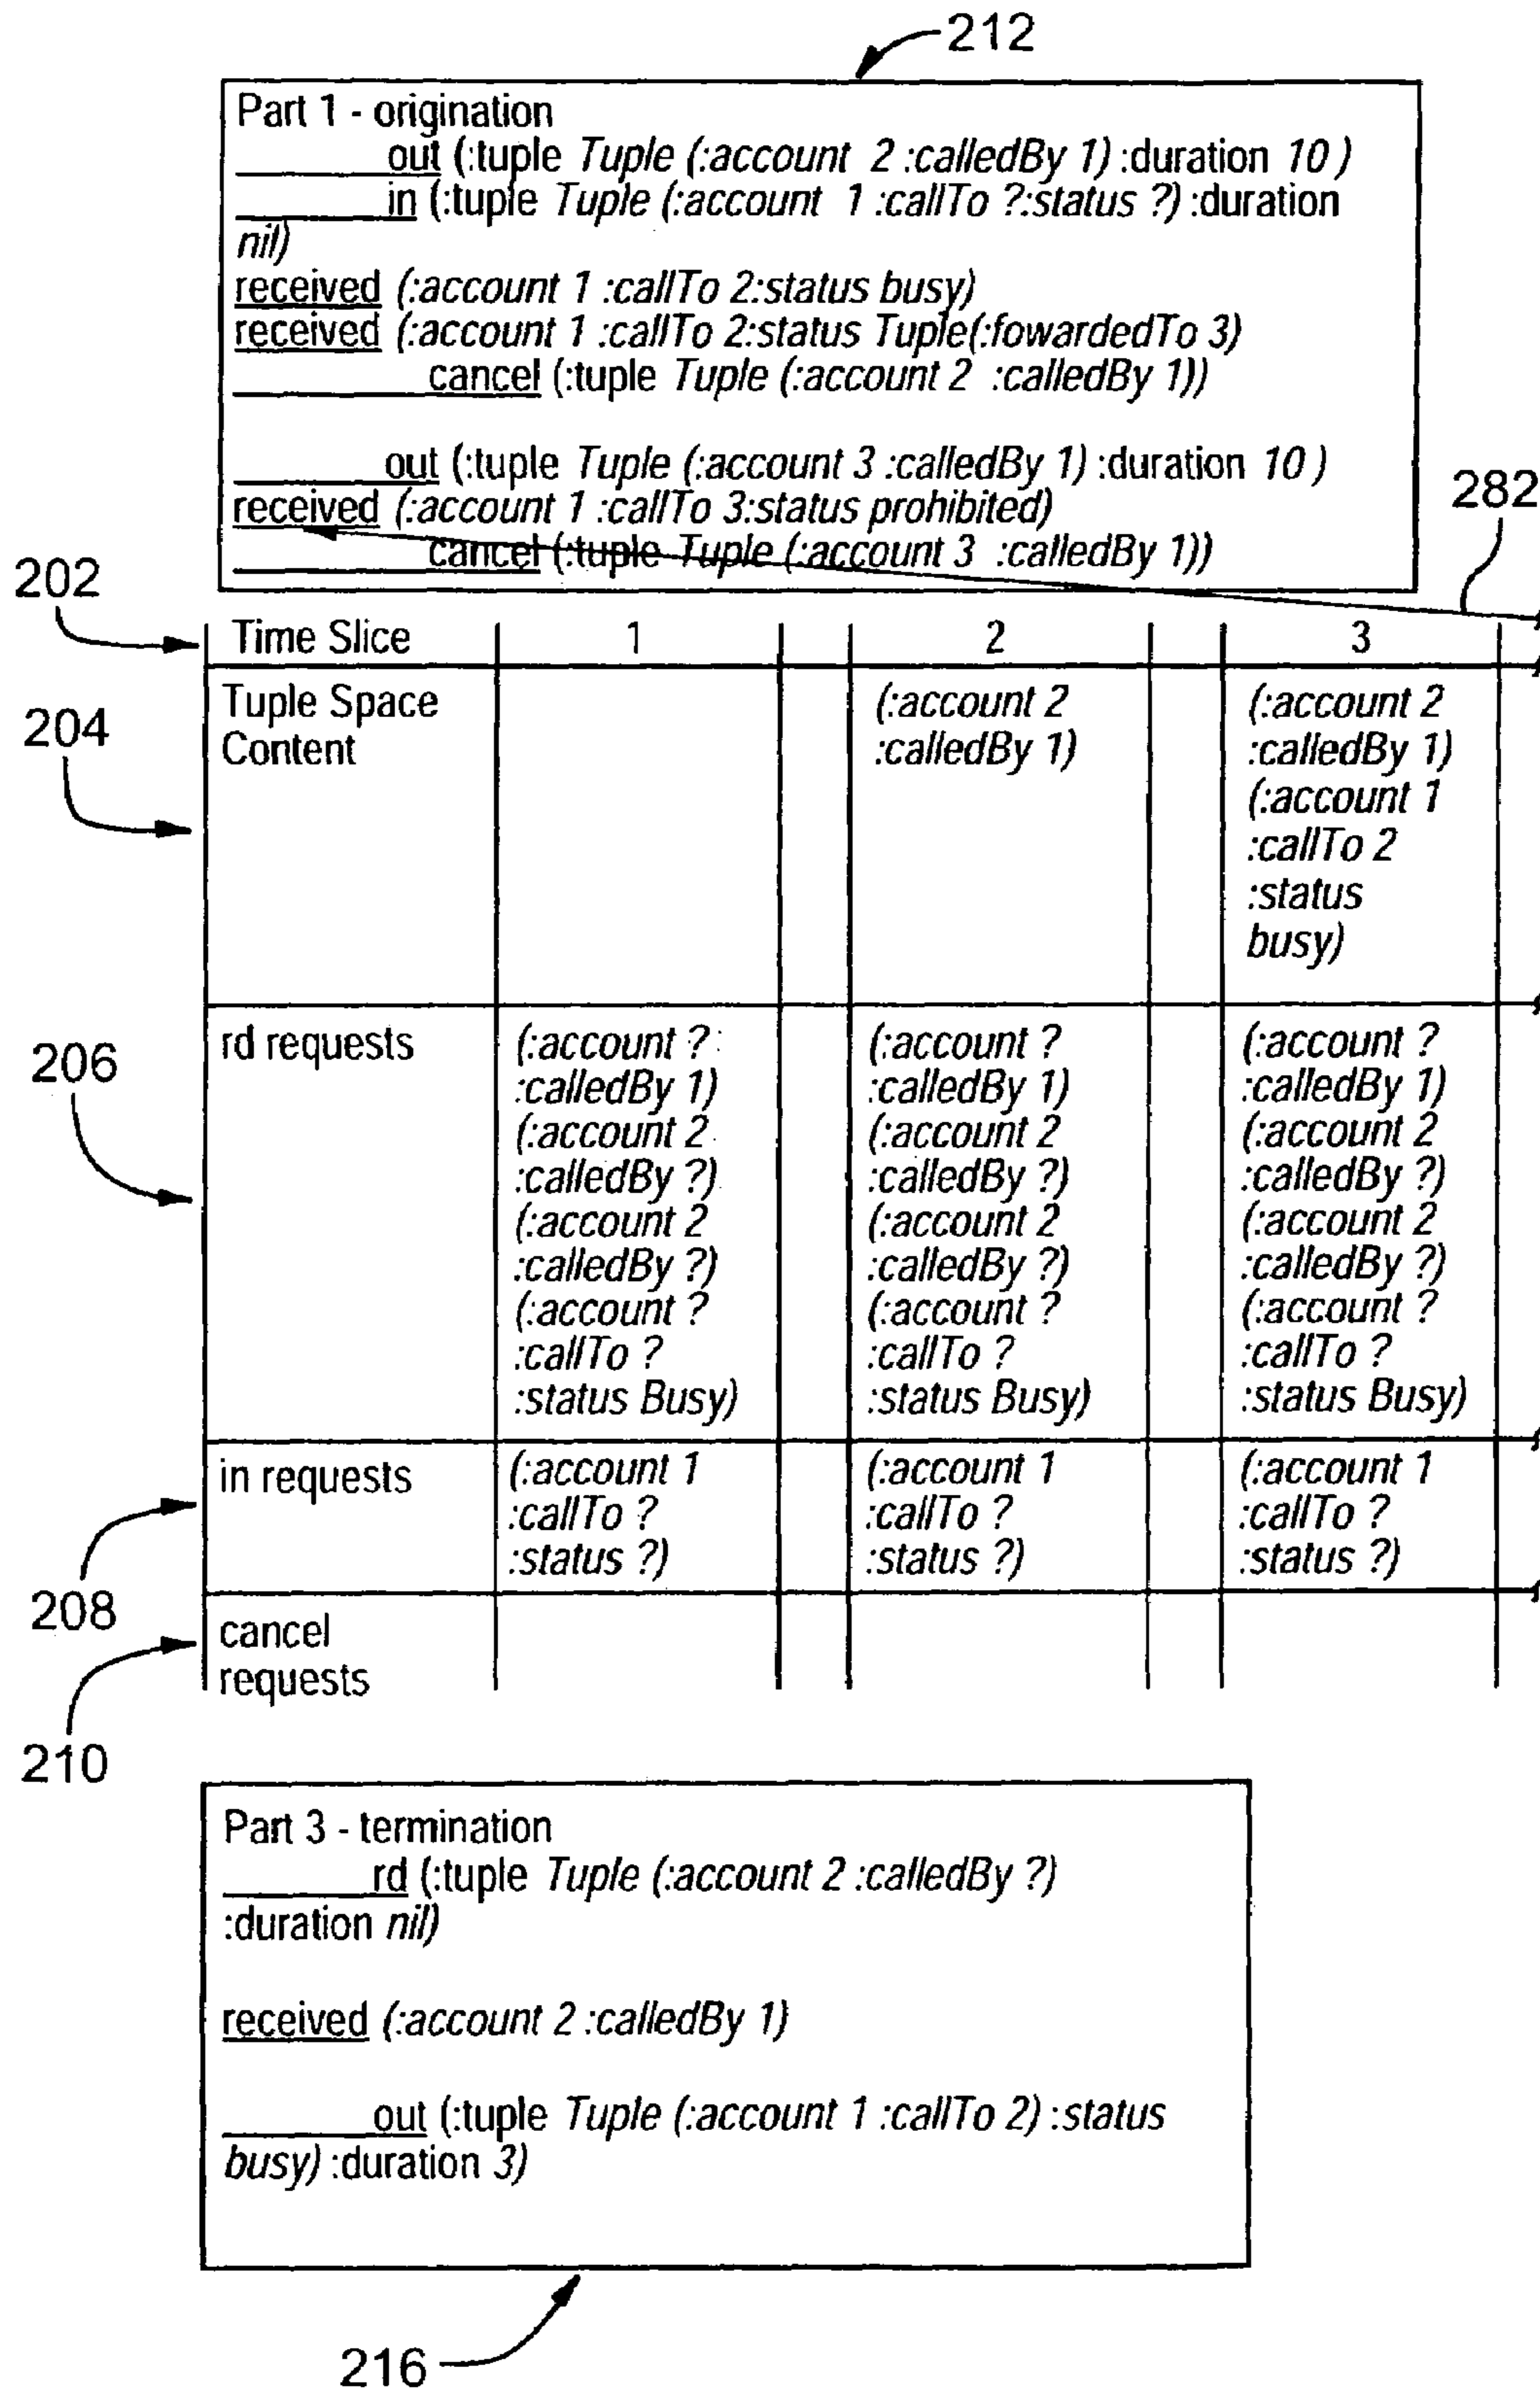 212
Part 1 - origination
out (:tuple Tuple (:account 2 :calledBy 1) :duration 10 )
in (:tuple Tuple (:account 1 :callTo ?:status ?) :duration
nil)
received (:account 1 :callTo 2:status busy)
received (:account 1 :callTo 2:status Tuple(:fowardedTo 3)
cancel (:tuple Tuple (:account 2 :calledBy 1))
out (:tuple Tuple (:account 3 :calledBy 1) :duration 10 )
282
received (:account 1 :callTo 3:status prohibited)
cancel (:tuple Tuple (:account 3 :calledBy 1))
202
Time Slice 1 2 3
204
Tuple Space
Content
(:account 2
:calledBy 1)
(:account 2
:calledBy 1)
(:account 1
:callTo 2
:status
busy)
206
rd requests
(:account ?
:calledBy 1)
(:account 2
:calledBy ?)
(:account 2
:calledBy ?)
(:account ?
:callTo ?
:status Busy)
(:account ?
:calledBy 1)
(:account 2
:calledBy ?)
(:account 2
:calledBy ?)
(:account ?
:callTo ?
:status Busy)
(:account ?
:calledBy 1)
(:account 2
:calledBy ?)
(:account 2
:calledBy ?)
(:account ?
:callTo ?
:status Busy)
208
in requests
(:account 1
:callTo ?
:status ?)
(:account 1
:callTo ?
:status ?)
(:account 1
:callTo ?
:status ?)
210
cancel
requests
Part 3 - termination
rd (:tuple Tuple (:account 2 :calledBy ?)
:duration nil)
received (:account 2 :calledBy 1)
out (:tuple Tuple (:account 1 :callTo 2) :status
busy) :duration 3)
216